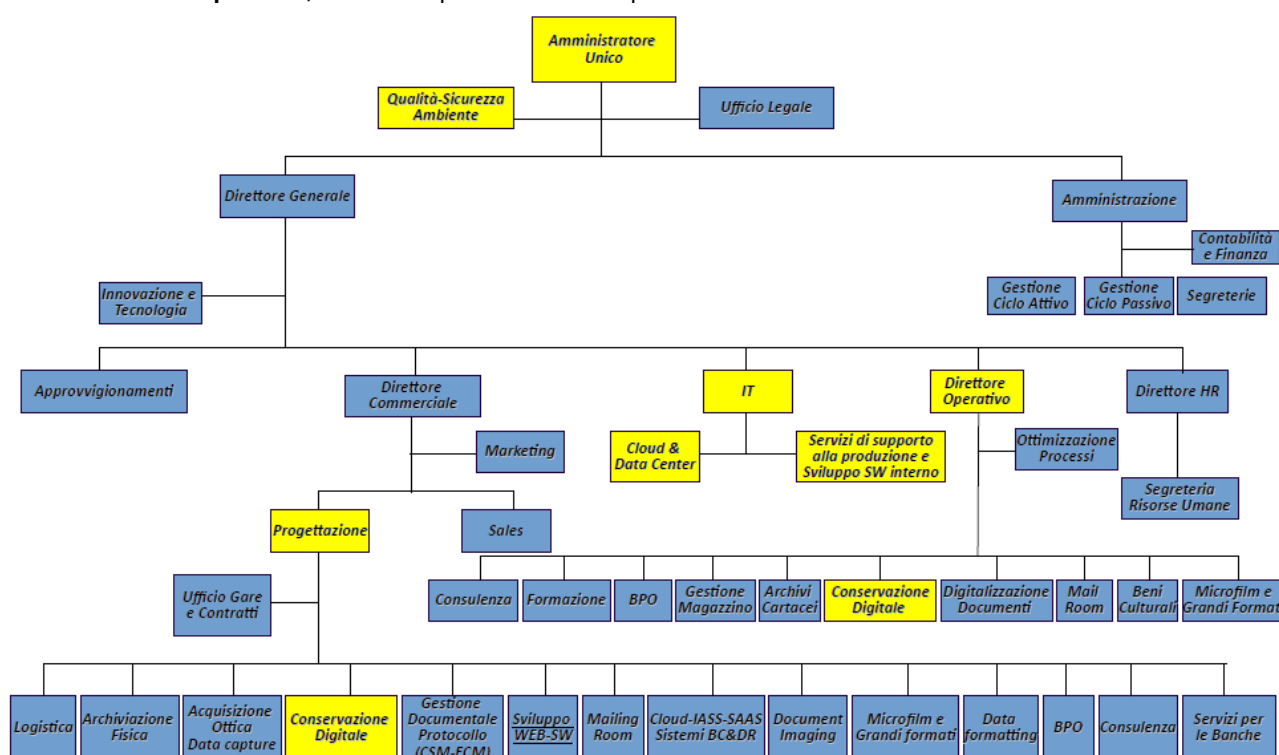 Amministratore
Unico
Qualità-Sicurezza
Ambiente
Ufficio Legale
Direttore Generale
Amministrazione
Contabilità
e Finanza
Innovazione e
Tecnologia
Gestione
Ciclo Attivo
Gestione
Ciclo Passivo
Segreterie
Approvvigionamenti
Direttore
Commerciale
IT
Direttore
Operativo
Direttore HR
Marketing
Cloud &
Data Center
Servizi di supporto
alla produzione e
Sviluppo SW interno
Ottimizzazione
Processi
Segreteria
Risorse Umane
Progettazione
Sales
Ufficio Gare
e Contratti
Consulenza
Formazione
BPO
Gestione
Magazzino
Archivi
Cartacei
Conservazione
Digitale
Digitalizzazione
Documenti
Mail
Room
Beni
Culturali
Microfilm e
Grandi Format
Logistica
Archiviazione
Fisica
Acquisizione
Ottica
Data capture
Conservazione
Digitale
Gestione
Documentale
Protocollo
(CSM-ECM)
Sviluppo
WEB-SW
Mailing
Room
Cloud-IASS-SAAS
Sistemi BC&DR
Document
Imaging
Microfilm e
Grandi formati
Data
formatting
BPO
Consulenza
Servizi per
le Banche